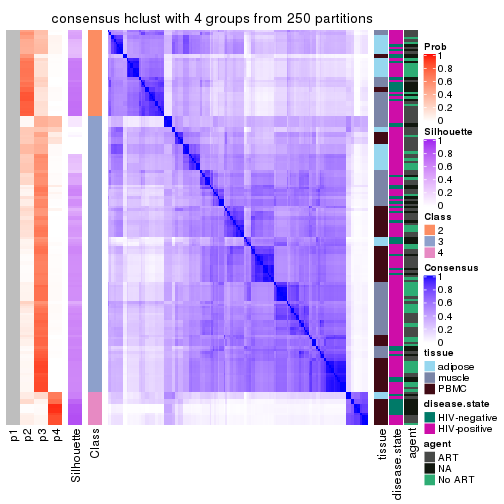 consensus hclust with 4 groups from 250 partitions
Prob
1
0.8
0.6
0.4
0.2
0
Silhouette
1
0.8
0.6
0.4
0.2
0
Class
2
3
4
Consensus
1
0.8
0.6
0.4
0.2
0
tissue
adipose
muscle
PBMC
disease.state
HIV-negative
HIV-positive
agent
ART
NA
No ART
p1
p2
p3
p4
Silhouette
Class
tissue
disease.state
agent